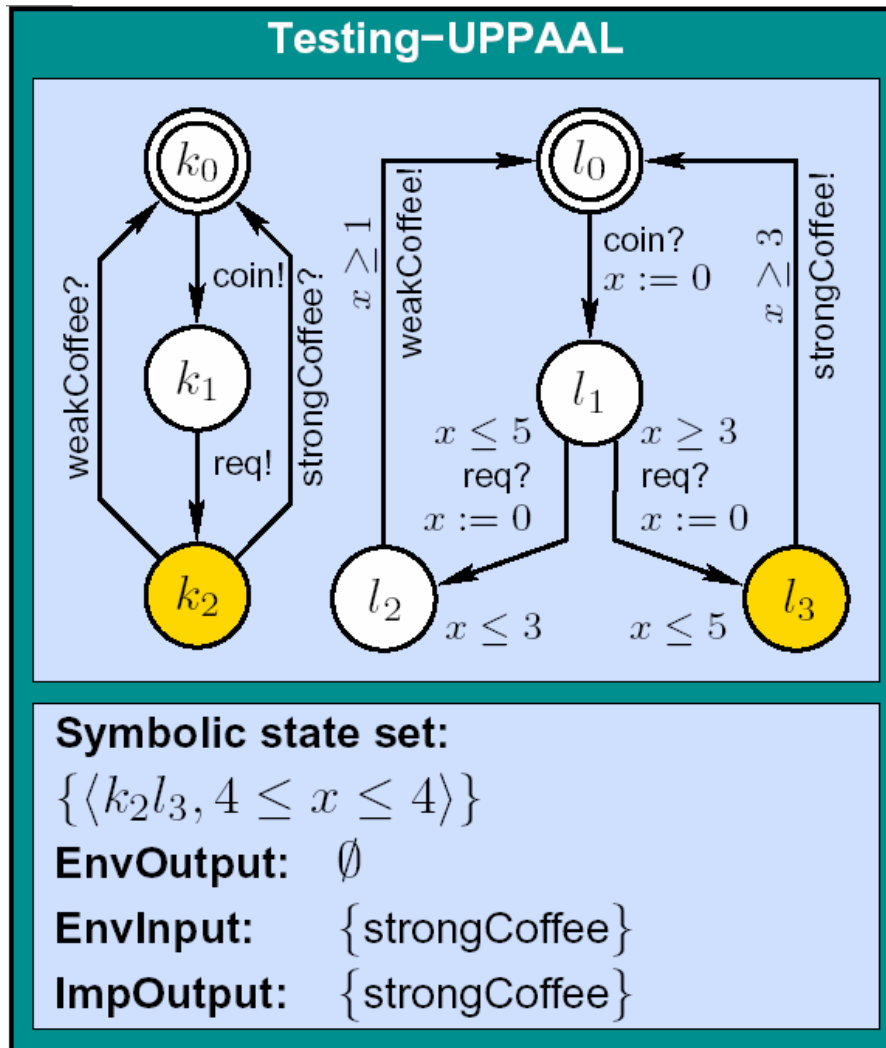 Testing−UPPAAL
k₀
weakCoffee?
coin!
strongCoffee?
k₁
req!
k₂
l₀
x ≥ 1
weakCoffee!
coin?
x := 0
x ≥ 3
strongCoffee!
l₁
x ≤ 5
req?
x := 0
x ≥ 3
req?
x := 0
l₂
x ≤ 3
x ≤ 5
l₃
Symbolic state set:
{⟨k₂l₃, 4 ≤ x ≤ 4⟩}
EnvOutput: ∅
EnvInput: {strongCoffee}
ImpOutput: {strongCoffee}